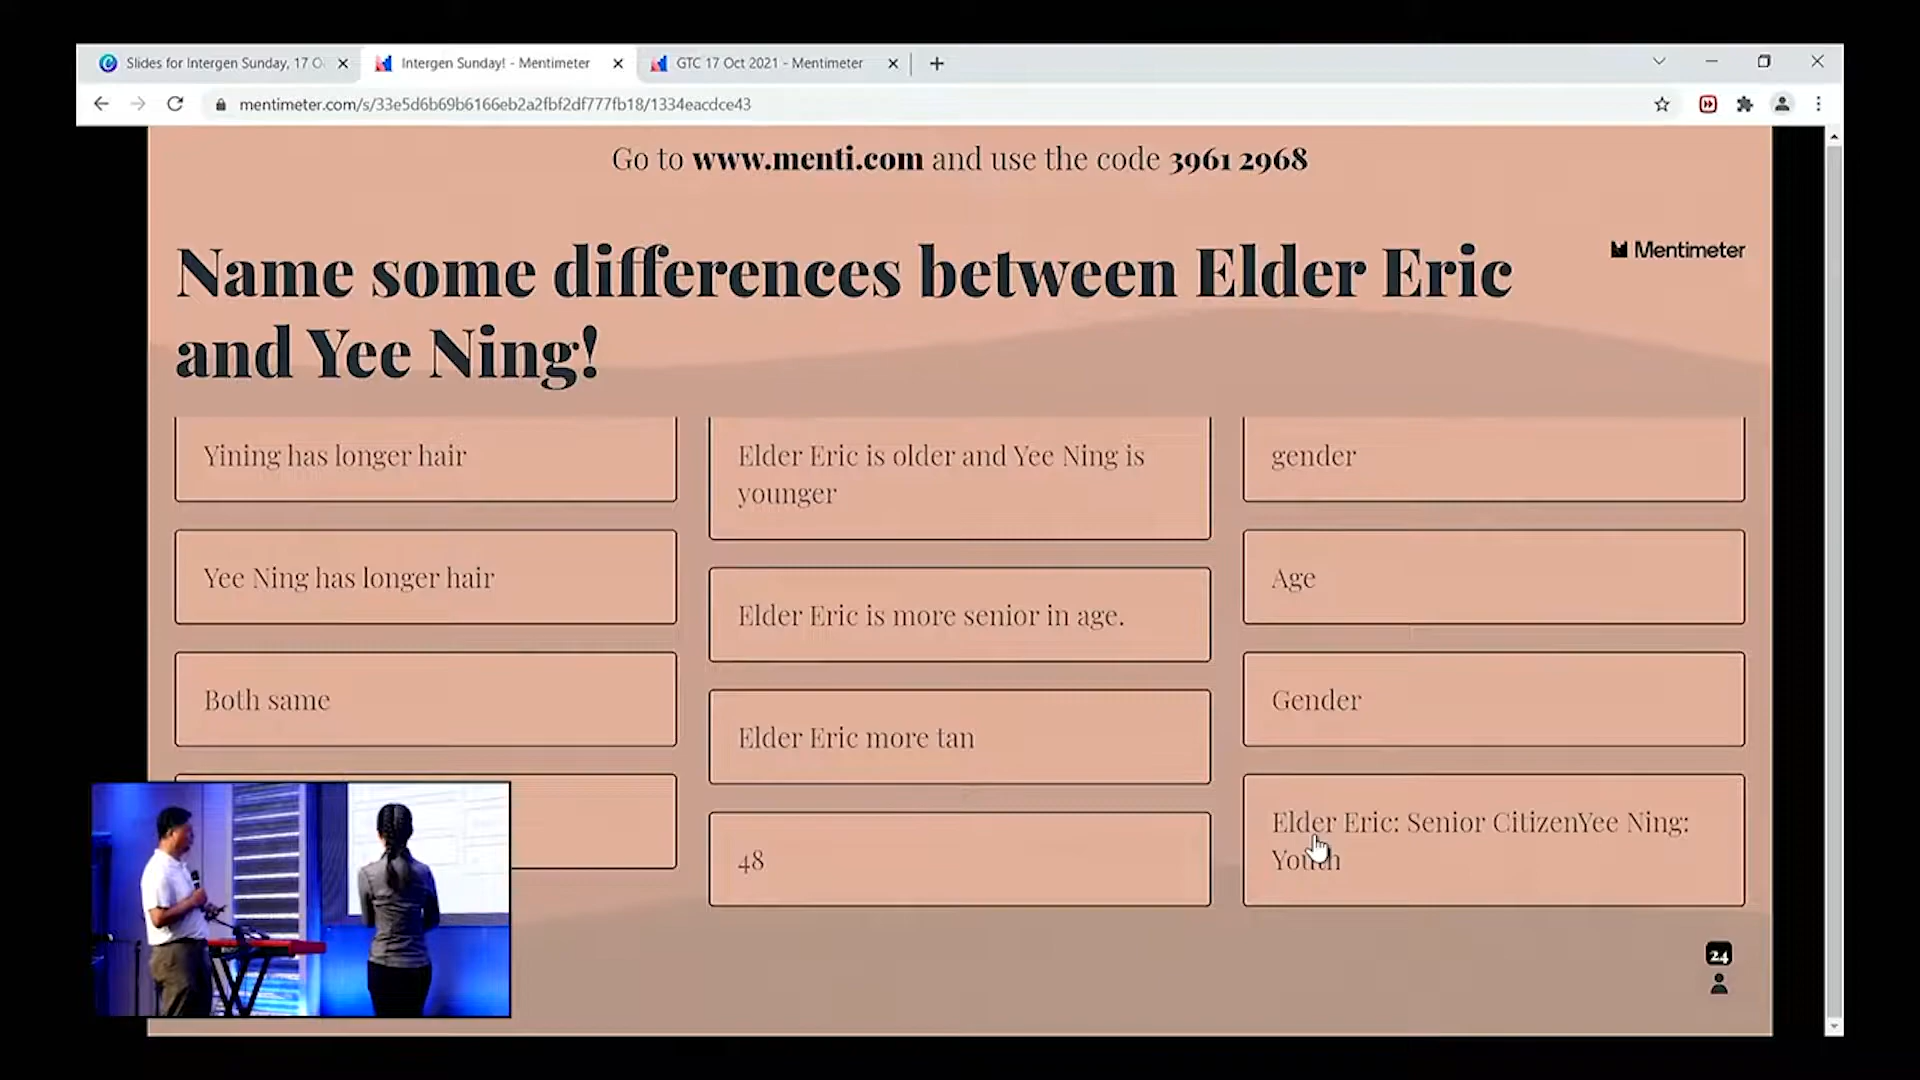 Slides for Intergen Sunday, 17 O
Intergen Sunday! - Mentimeter
GTC 17 Oct 2021 - Mentimeter
mentimeter.com/s/33e5d6b69b6166eb2a2fbf2df777fb18/1334eacdce43
Go to www.menti.com and use the code 3961 2968
Name some differences between Elder Eric
and Yee Ning!
Mentimeter
Yining has longer hair
Yee Ning has longer hair
Both same
Elder Eric is older and Yee Ning is
younger
Elder Eric is more senior in age.
Elder Eric more tan
48
gender
Age
Gender
Elder Eric: Senior CitizenYee Ning:
Youth
24